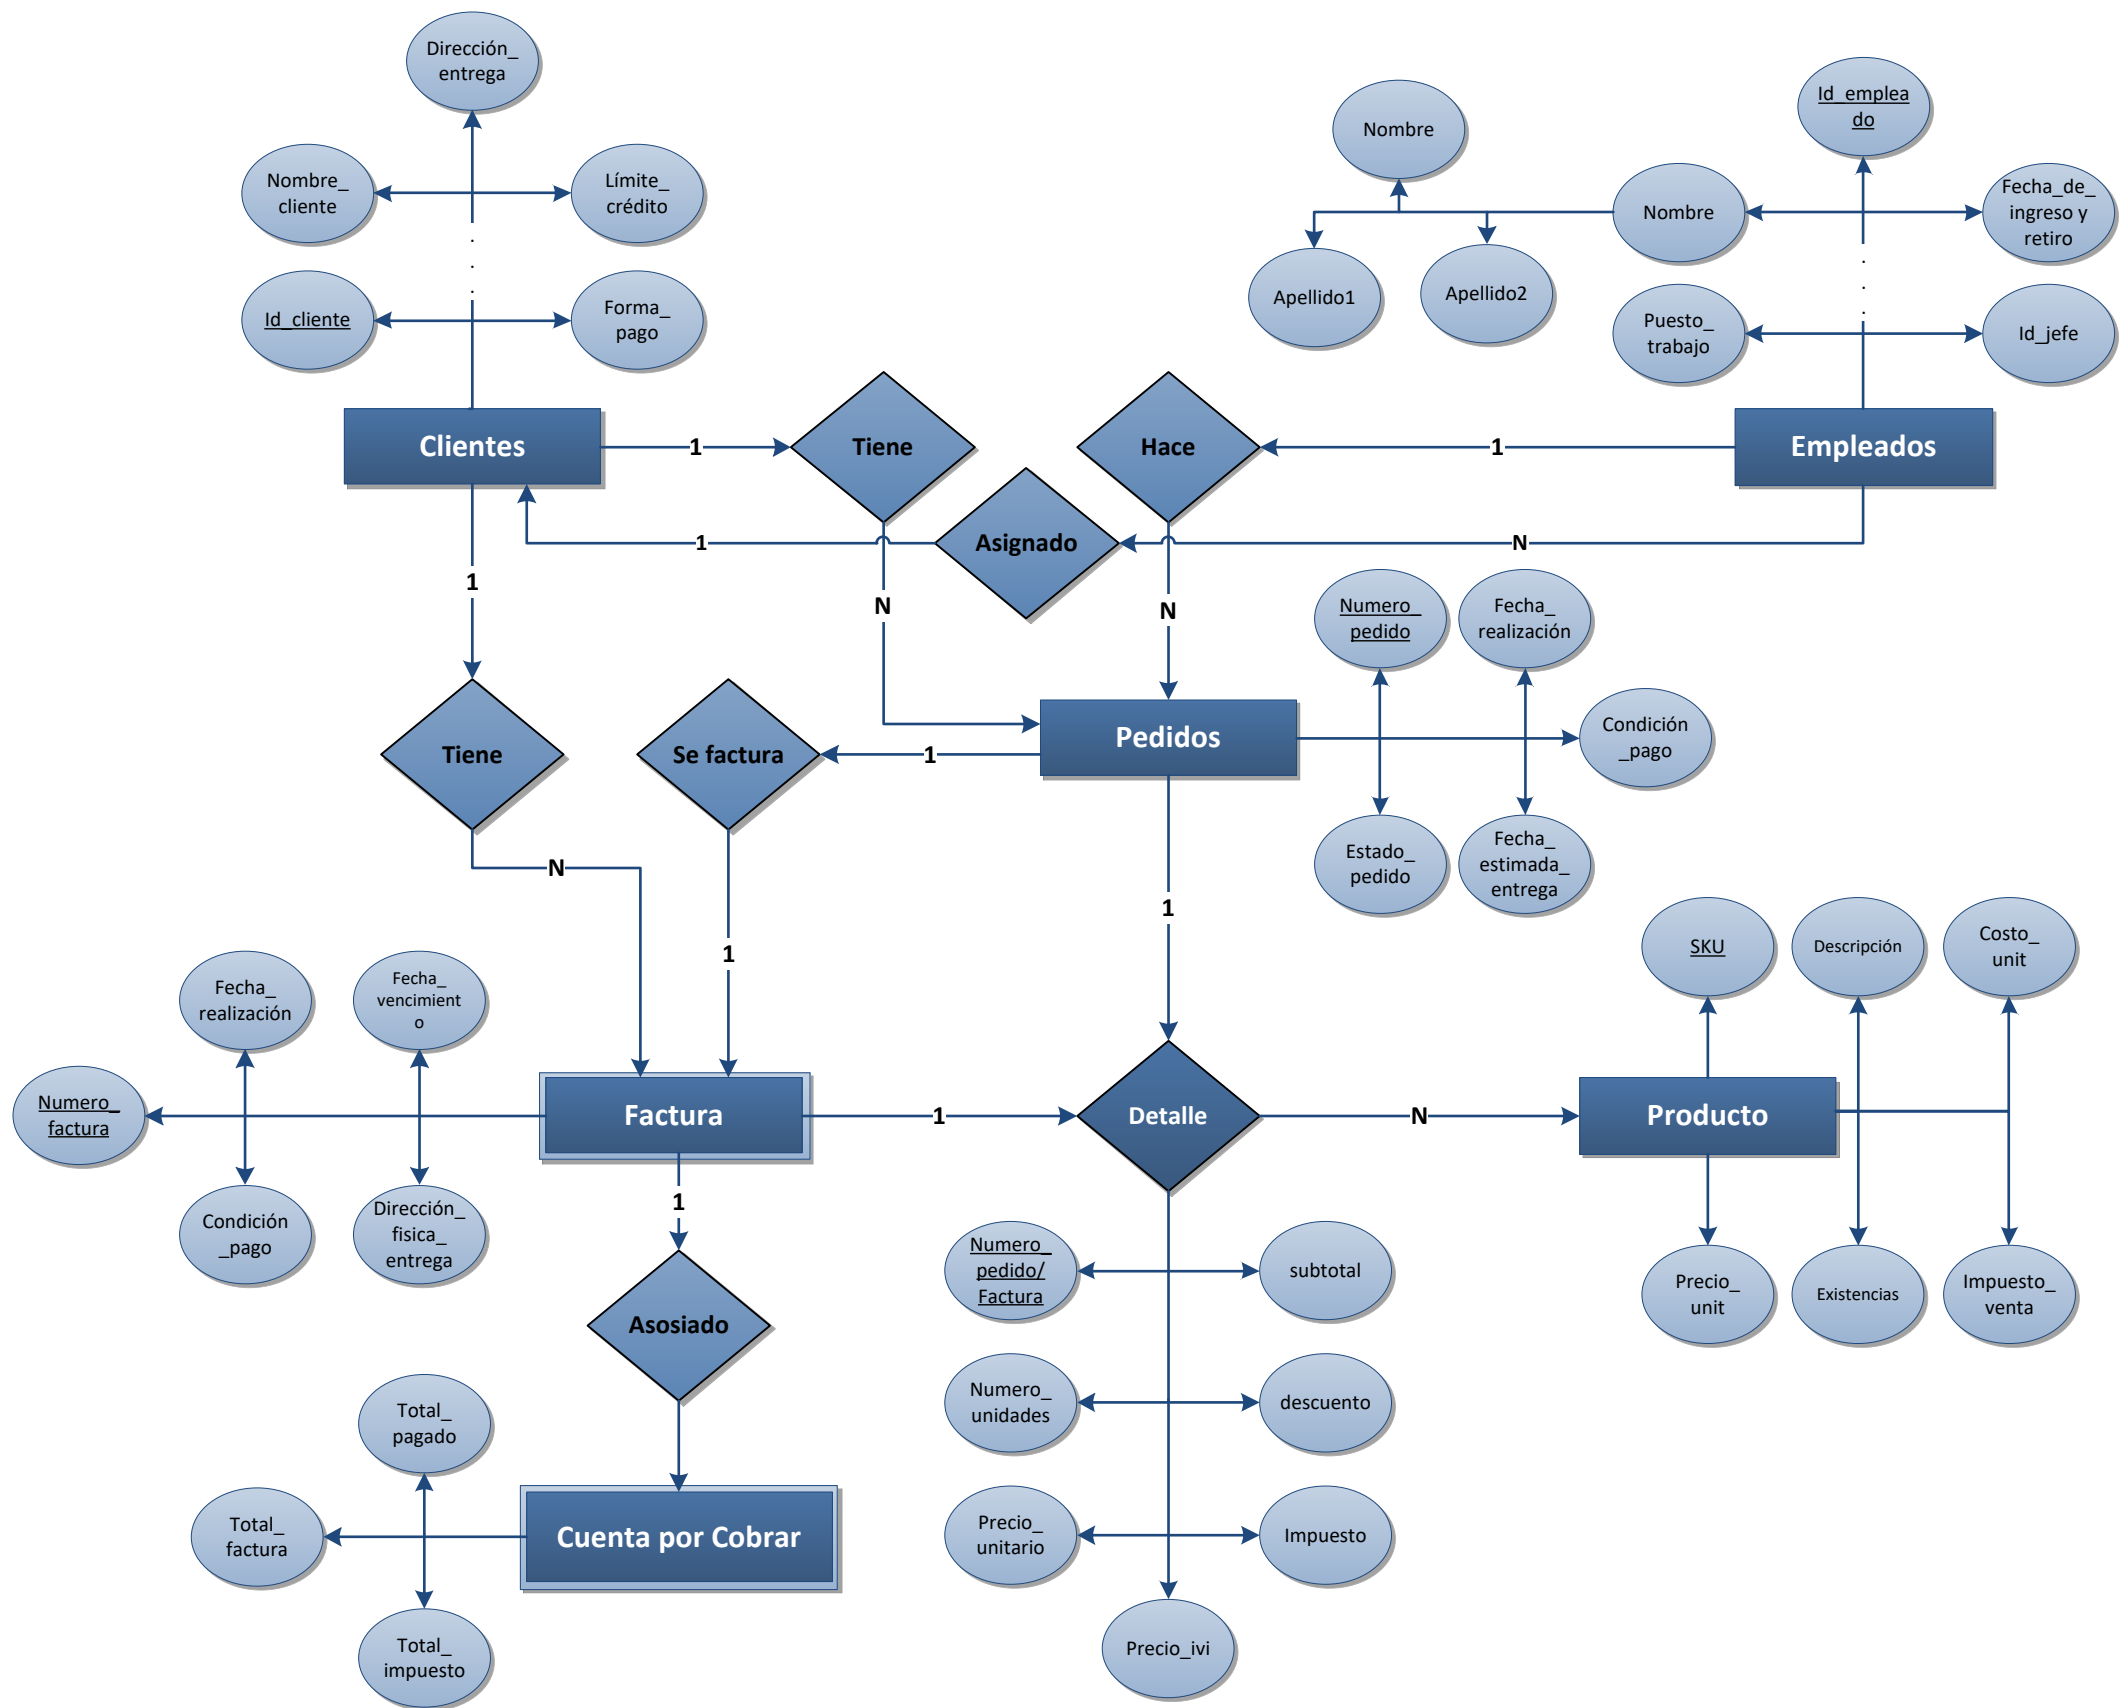 Dirección_
entrega
Nombre_
cliente
Límite_
crédito
Id_cliente
Forma_
pago
Nombre
Id_emplea
do
Nombre
Fecha_de_
ingreso y
retiro
Apellido1
Apellido2
Puesto_
trabajo
Id_jefe
Clientes
1
Tiene
Hace
1
Empleados
1
Asignado
N
1
N
N
Numero_
pedido
Fecha_
realización
Tiene
Se factura
1
Pedidos
Condición
_pago
N
Estado_
pedido
Fecha_
estimada_
entrega
1
1
SKU
Descripción
Costo_
unit
Fecha_
realización
Fecha_
vencimient
o
Numero_
factura
Factura
1
Detalle
N
Producto
Condición
_pago
Dirección_
fisica_
entrega
1
Numero_
pedido/
Factura
subtotal
Precio_
unit
Existencias
Impuesto_
venta
Asosiado
Numero_
unidades
descuento
Total_
pagado
Total_
factura
Cuenta por Cobrar
Precio_
unitario
Impuesto
Total_
impuesto
Precio_ivi